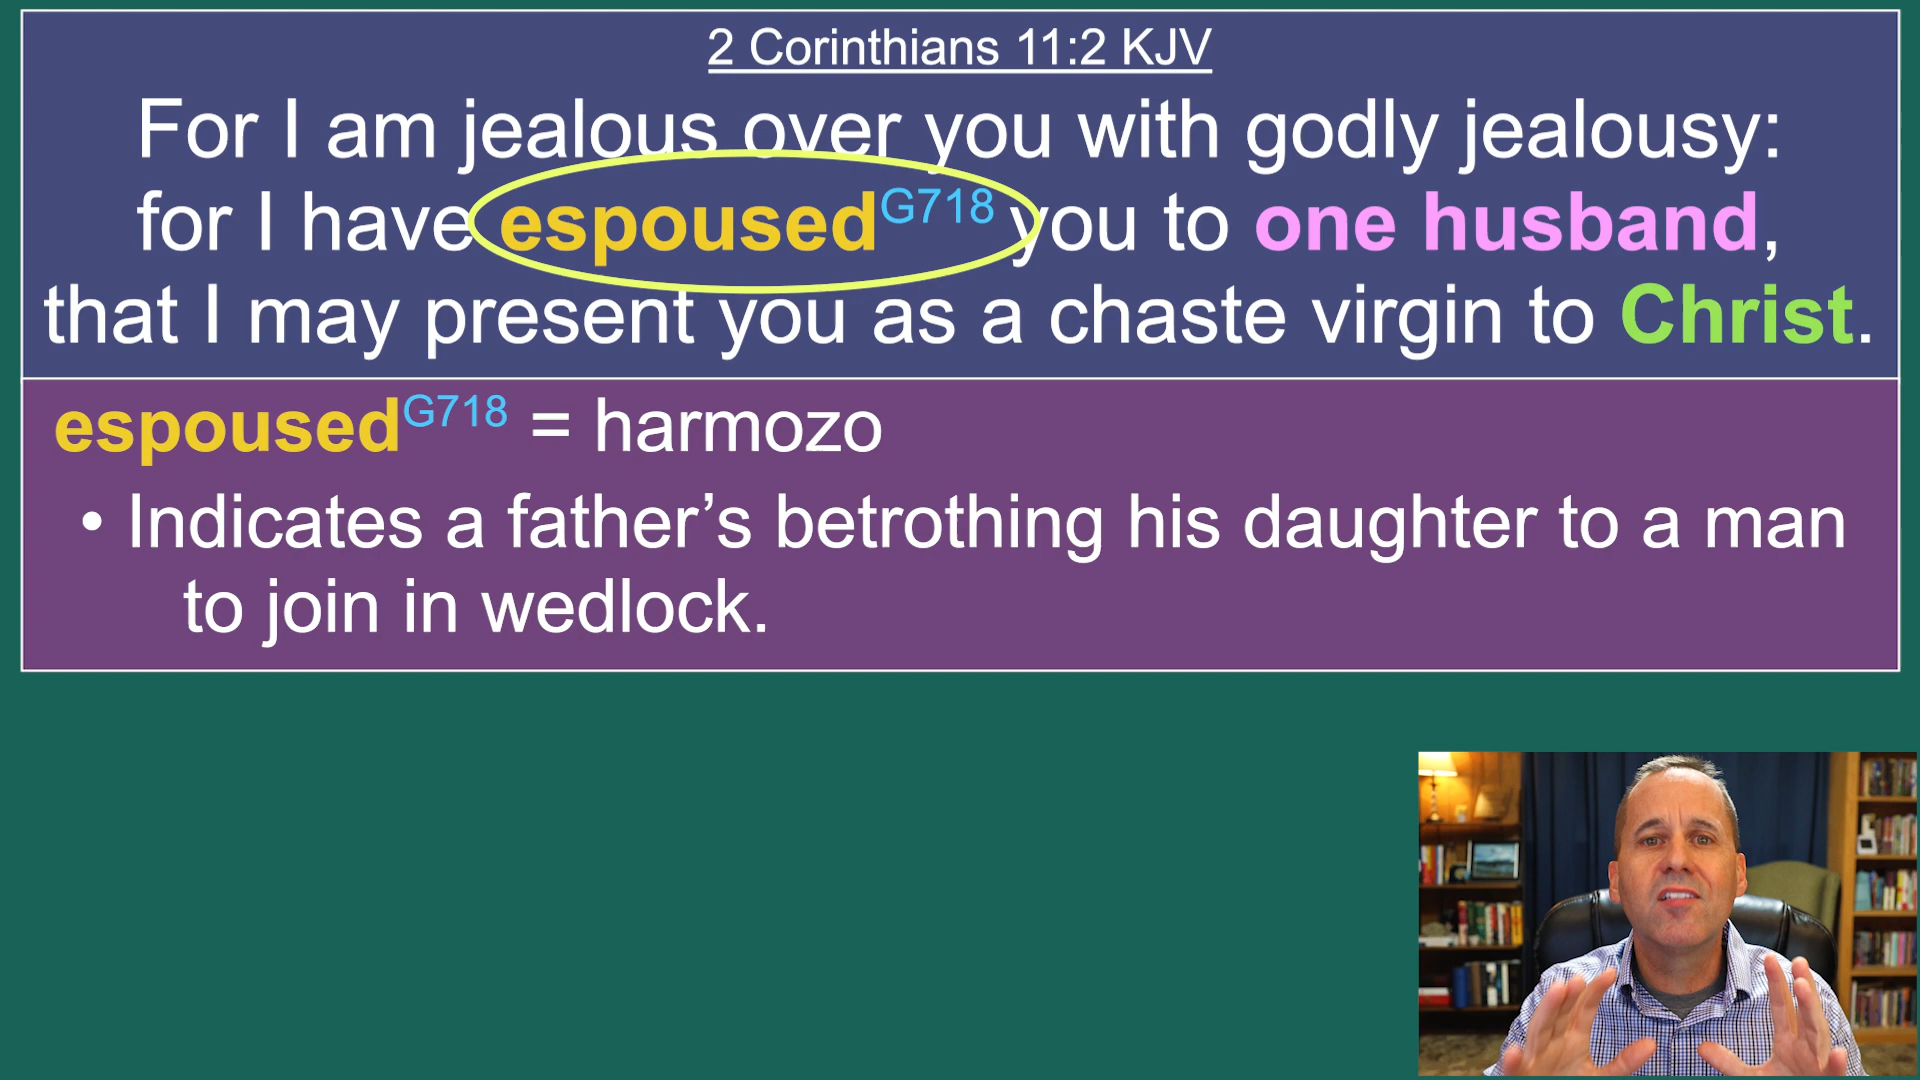 2 Corinthians 11:2 KJV
For I am jealous over you with godly jealousy:
for I have espousedG718 you to one husband,
that I may present you as a chaste virgin to Christ.
espousedG718 = harmozo
• Indicates a father’s betrothing his daughter to a man
to join in wedlock.